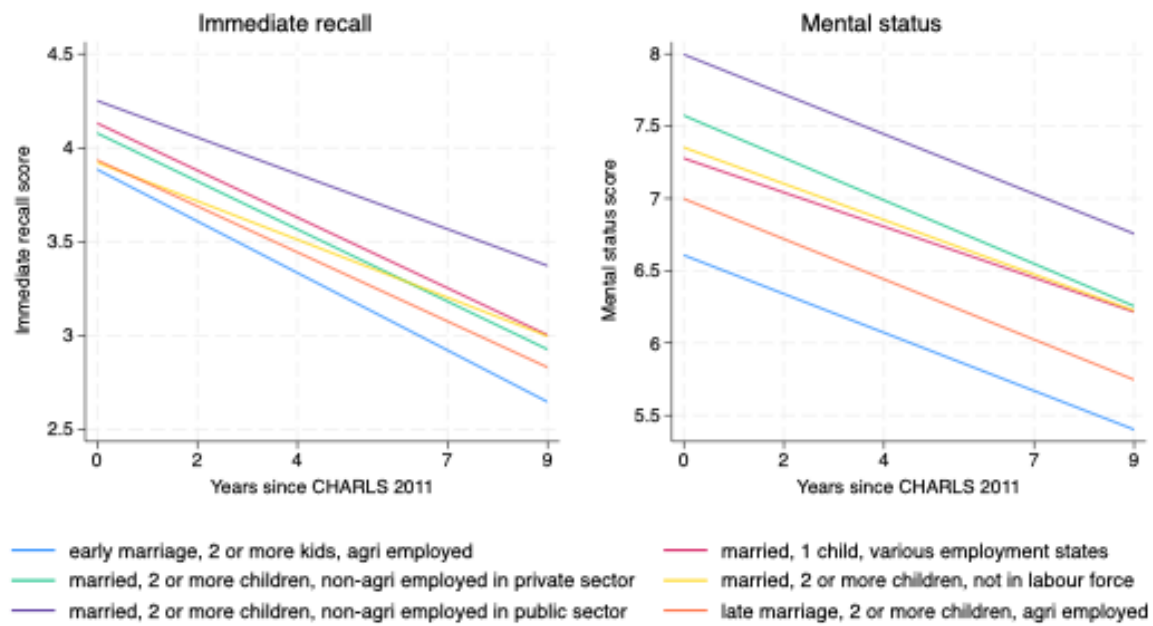 Immediate recall
Mental status
4.5
4
3.5
3
2.5
Immediate recall score
0 2 4 7 9
Years since CHARLS 2011
8
7.5
7
6.5
6
5.5
Mental status score
0 2 4 7 9
Years since CHARLS 2011
early marriage, 2 or more kids, agri employed
married, 1 child, various employment states
married, 2 or more children, non-agri employed in private sector
married, 2 or more children, not in labour force
married, 2 or more children, non-agri employed in public sector
late marriage, 2 or more children, agri employed